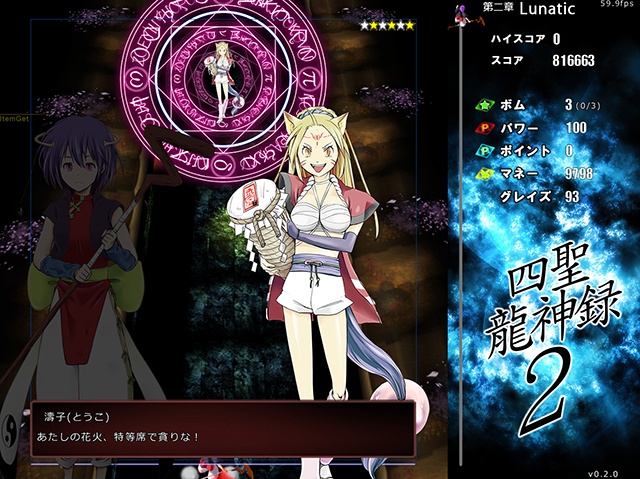 ItemGet
第二章 Lunatic
59.9fps
ハイスコア 0
スコア 816663
ボム 3 (0/3)
パワー 100
ポイント 0
マネー 9798
グレイズ 93
四聖
龍神録
2
濤子(とうこ)
あたしの花火、特等席で貪りな！
v0.2.0